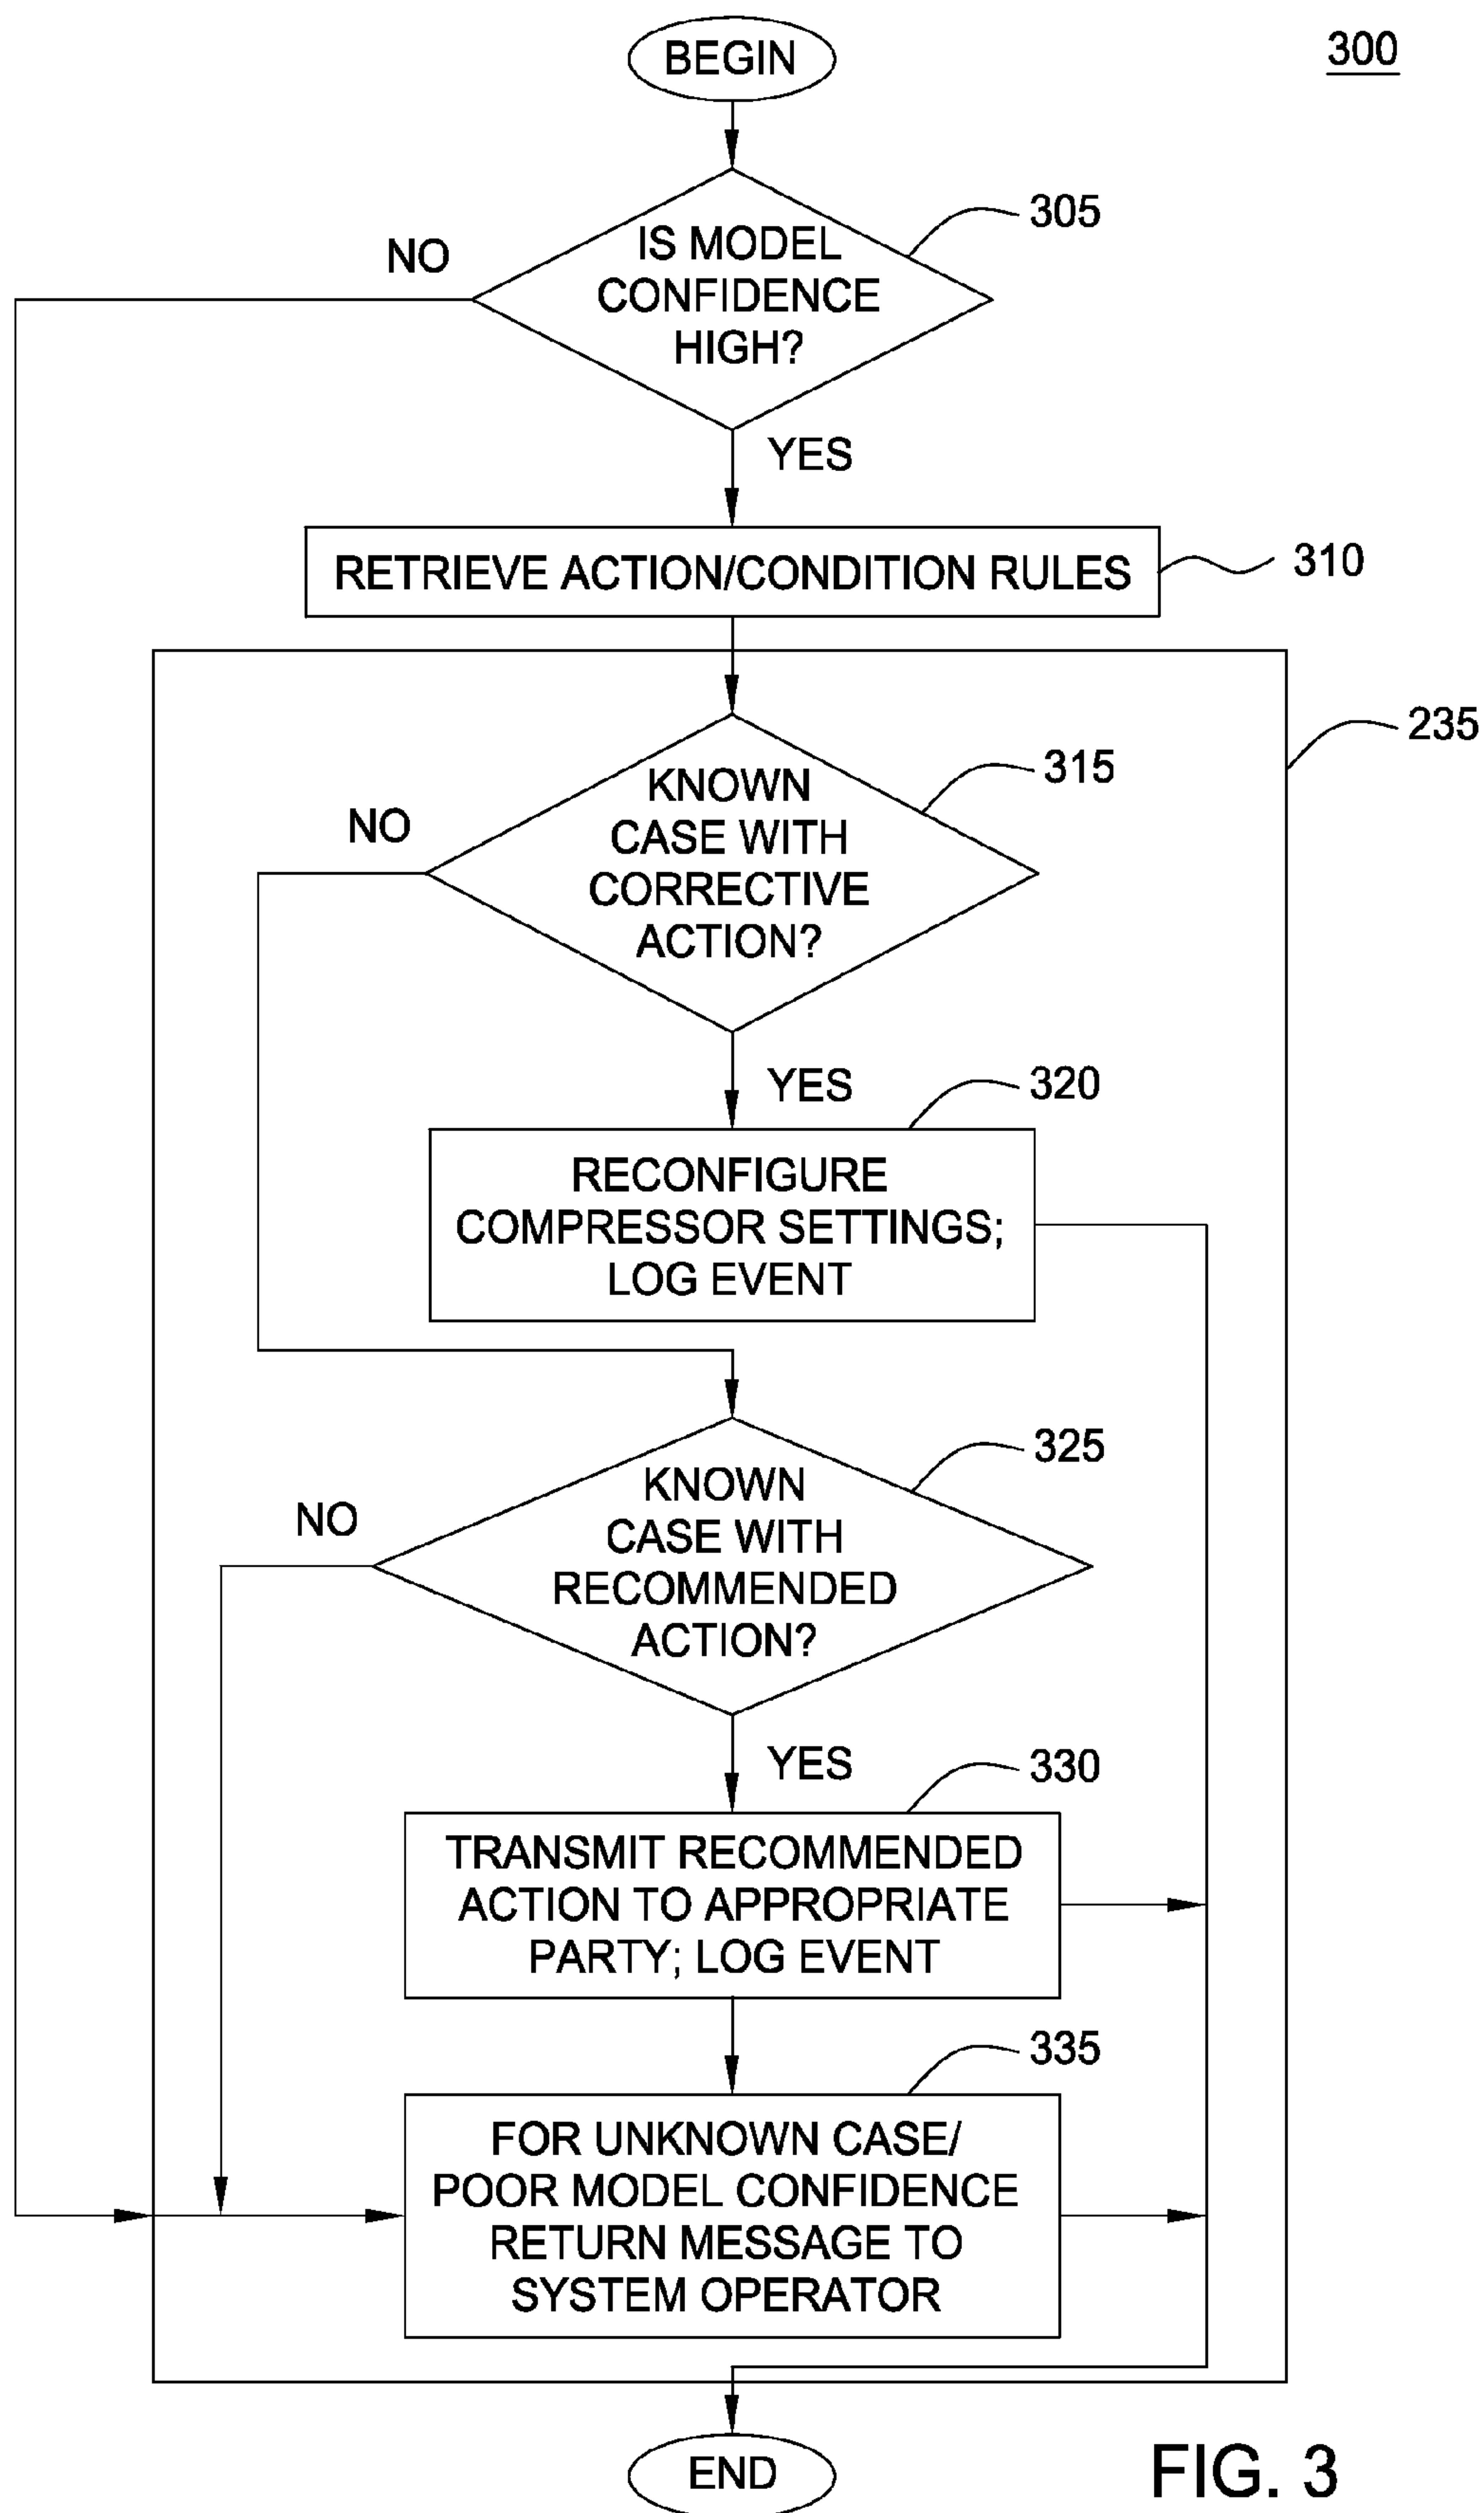 BEGIN
300
305
IS MODEL
CONFIDENCE
HIGH?
NO
YES
RETRIEVE ACTION/CONDITION RULES
310
235
315
KNOWN
CASE WITH
CORRECTIVE
ACTION?
NO
YES
320
RECONFIGURE
COMPRESSOR SETTINGS;
LOG EVENT
325
KNOWN
CASE WITH
RECOMMENDED
ACTION?
NO
YES
330
TRANSMIT RECOMMENDED
ACTION TO APPROPRIATE
PARTY; LOG EVENT
335
FOR UNKNOWN CASE/
POOR MODEL CONFIDENCE
RETURN MESSAGE TO
SYSTEM OPERATOR
END
FIG. 3